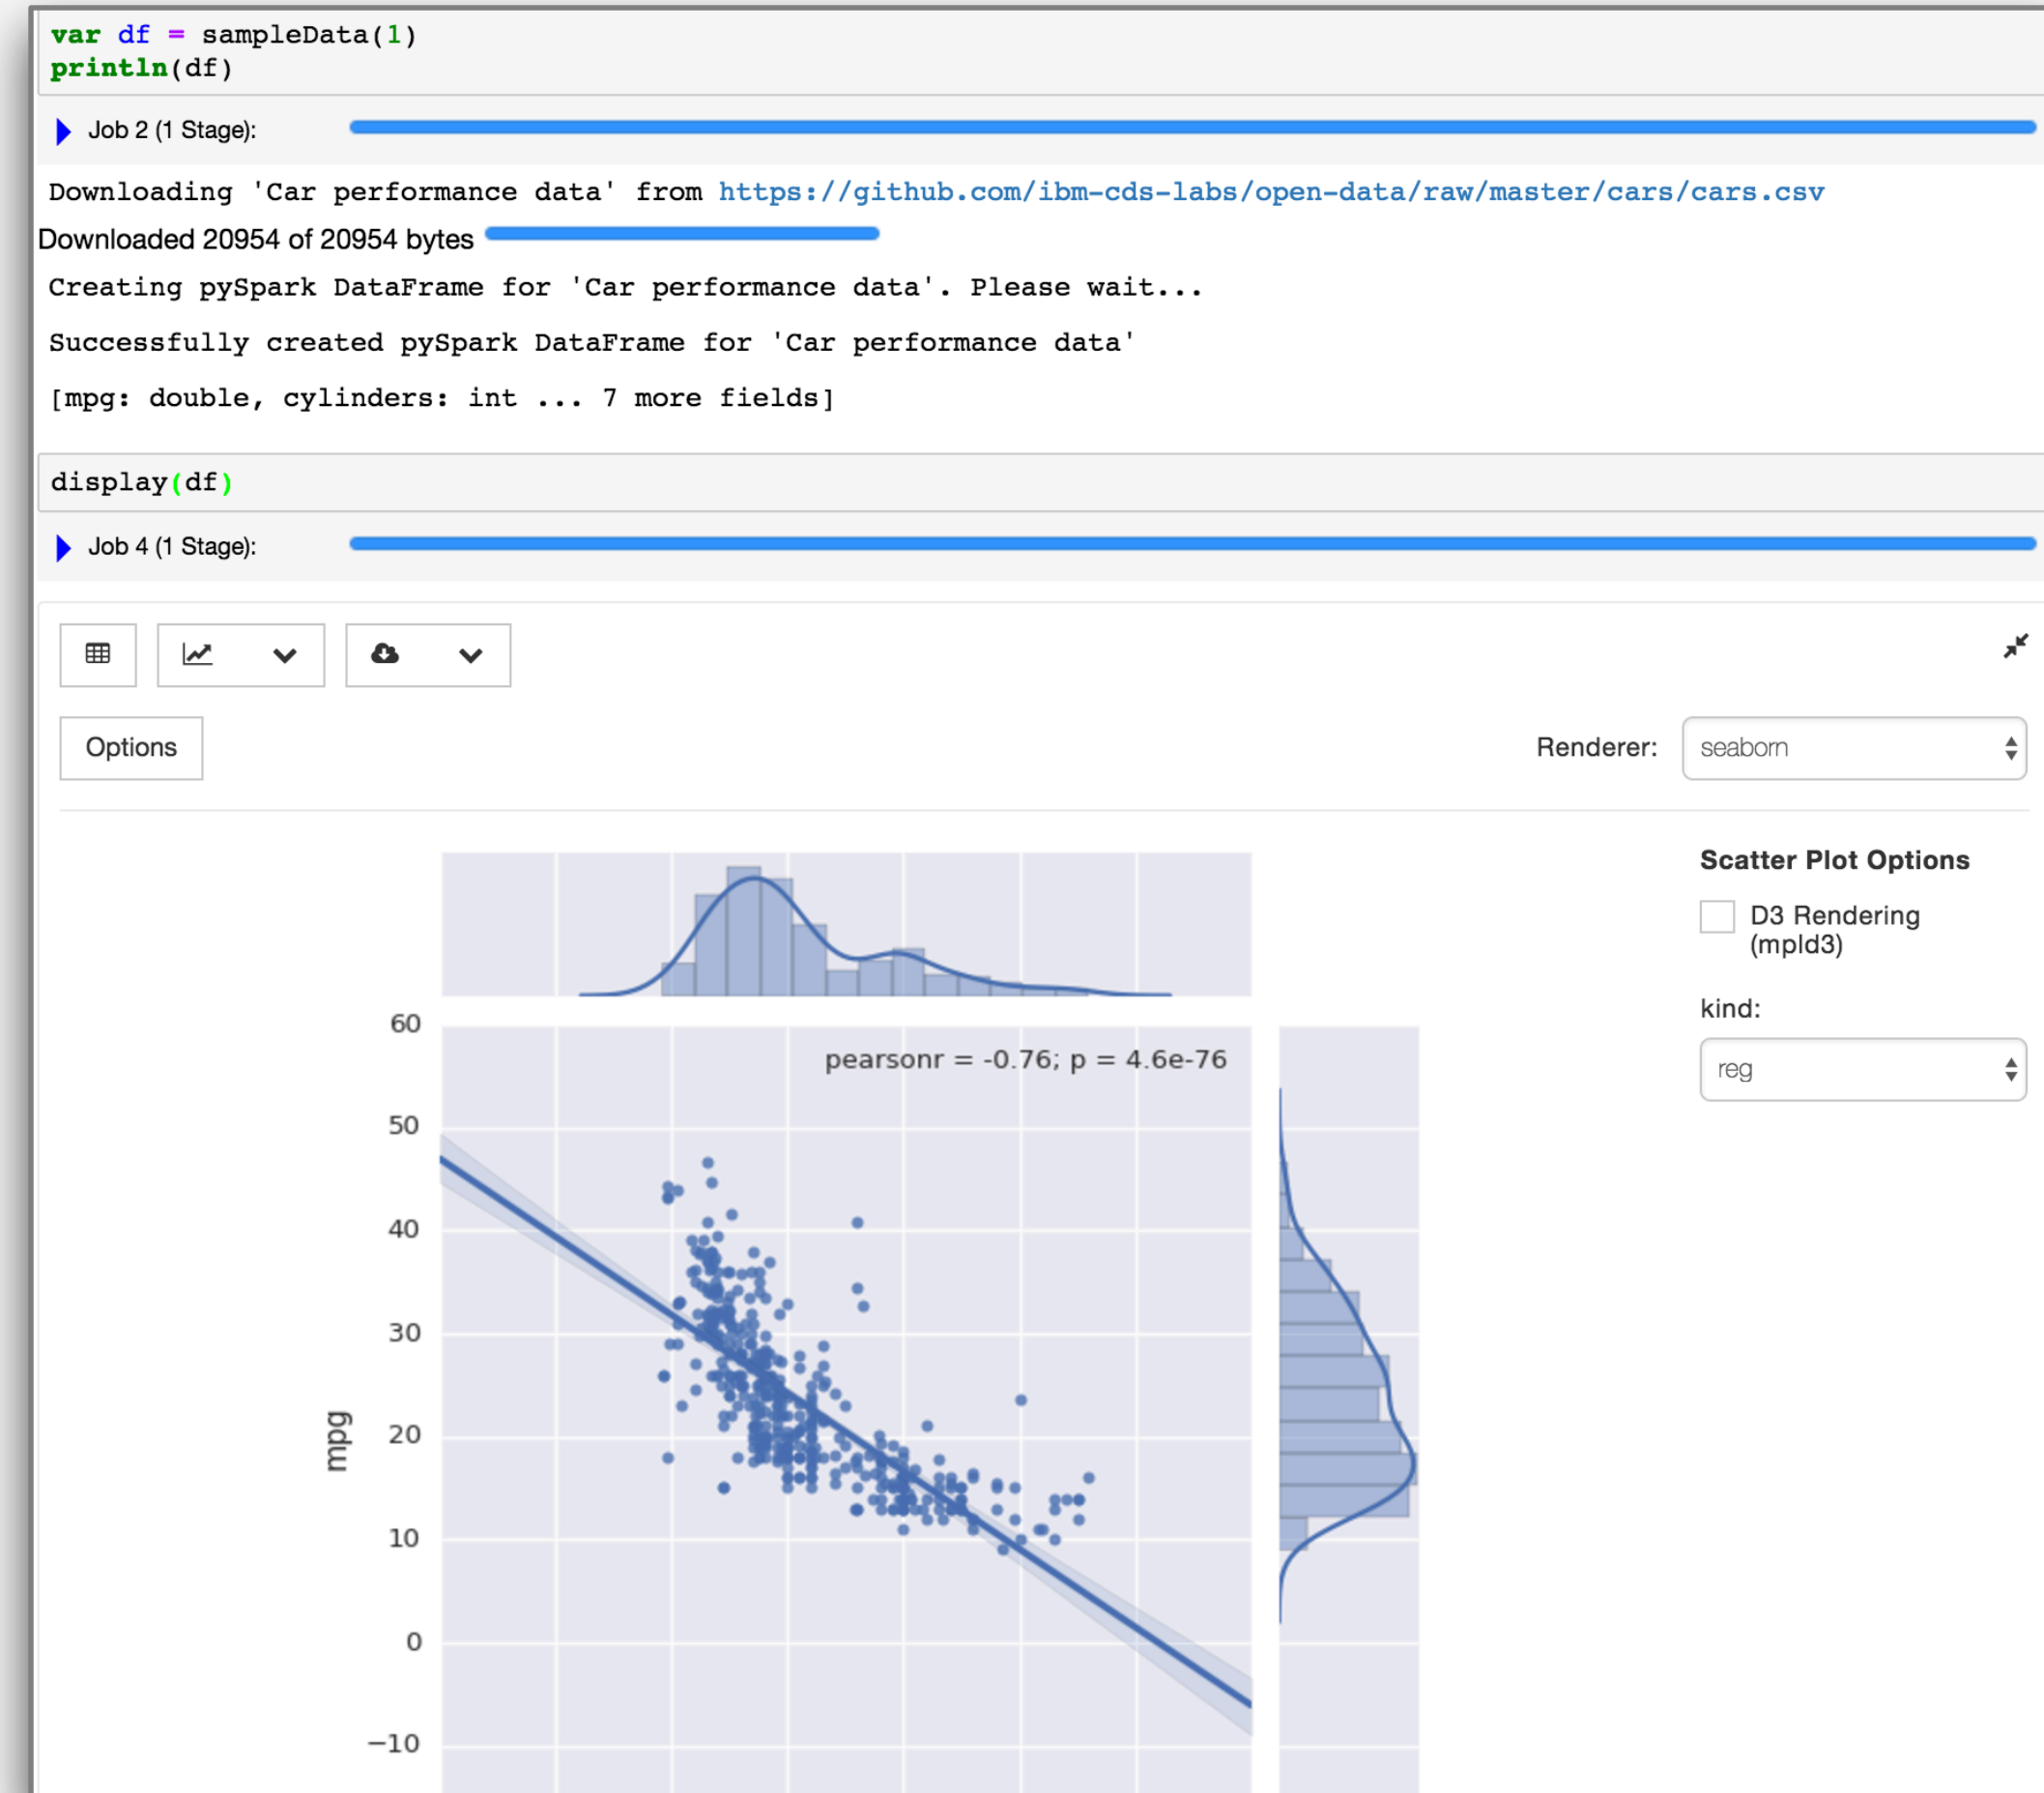 var df = sampleData(1)
println(df)
Job 2 (1 Stage):
Downloading 'Car performance data' from https://github.com/ibm-cds-labs/open-data/raw/master/cars/cars.csv
Downloaded 20954 of 20954 bytes
Creating pySpark DataFrame for 'Car performance data'. Please wait...
Successfully created pySpark DataFrame for 'Car performance data'
[mpg: double, cylinders: int ... 7 more fields]
display(df)
Job 4 (1 Stage):
Options
Renderer: seaborn
Scatter Plot Options
D3 Rendering
(mpld3)
kind:
reg
pearsonr = -0.76; p = 4.6e-76
60
50
40
30
20
10
0
−10
mpg